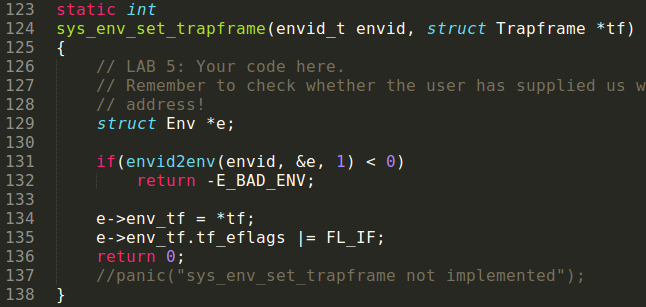 123 static int
124 sys_env_set_trapframe(envid_t envid, struct Trapframe *tf)
125 {
126     // LAB 5: Your code here.
127     // Remember to check whether the user has supplied us w
128     // address!
129     struct Env *e;
130
131     if(envid2env(envid, &e, 1) < 0)
132         return -E_BAD_ENV;
133
134     e->env_tf = *tf;
135     e->env_tf.tf_eflags |= FL_IF;
136     return 0;
137     //panic("sys_env_set_trapframe not implemented");
138 }